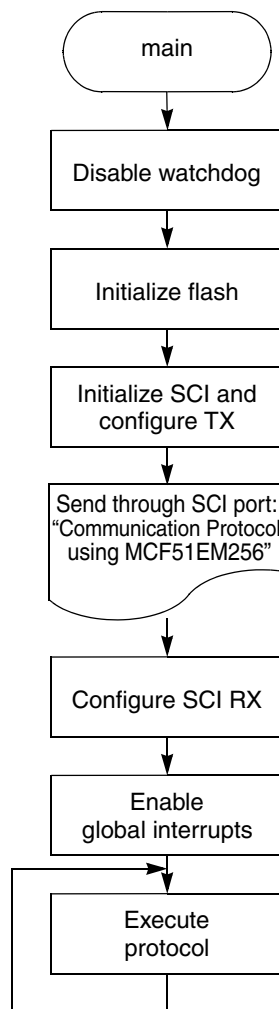 main
Disable watchdog
Initialize flash
Initialize SCI and
configure TX
Send through SCI port:
“Communication Protocol
using MCF51EM256”
Configure SCI RX
Enable
global interrupts
Execute
protocol